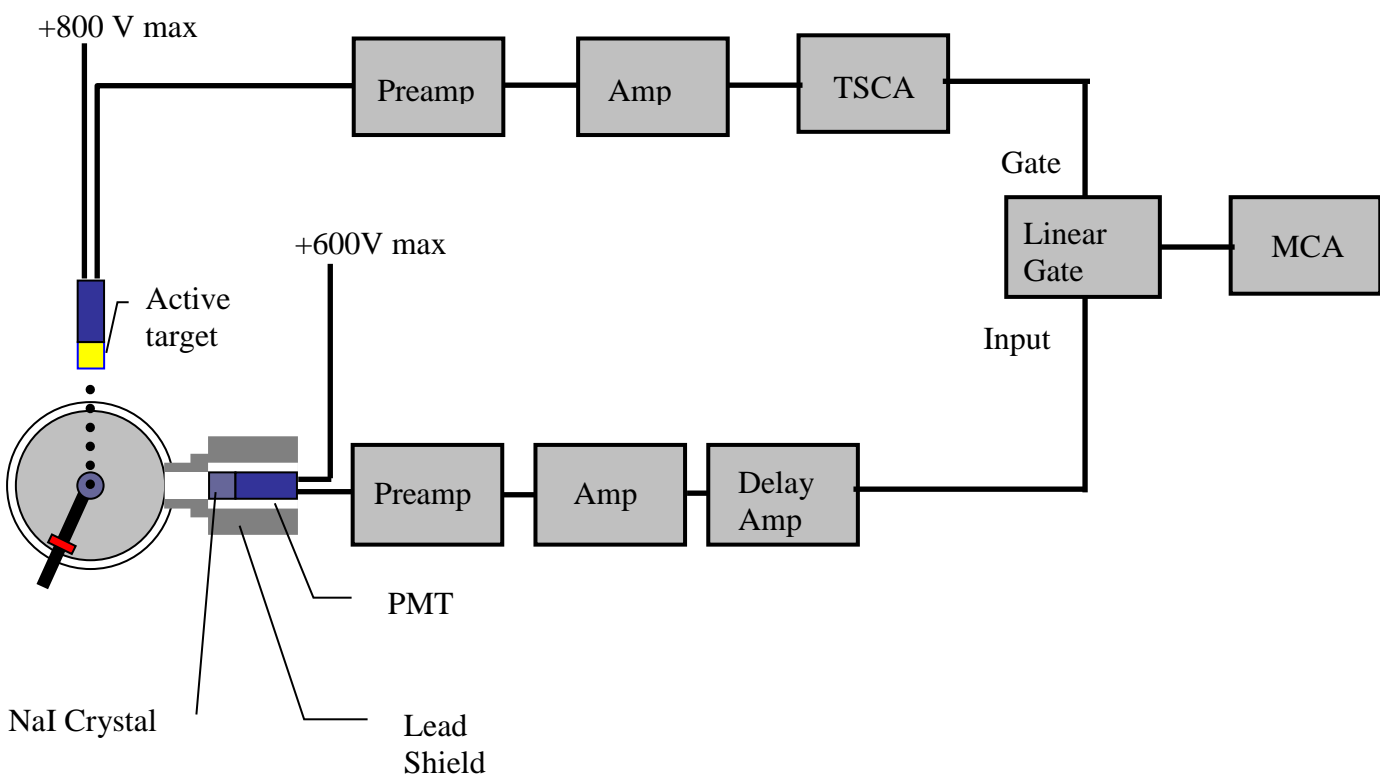 +800 V max
Preamp
Amp
TSCA
Gate
Linear
Gate
MCA
+600V max
Active
target
Input
Preamp
Amp
Delay
Amp
PMT
NaI Crystal
Lead
Shield